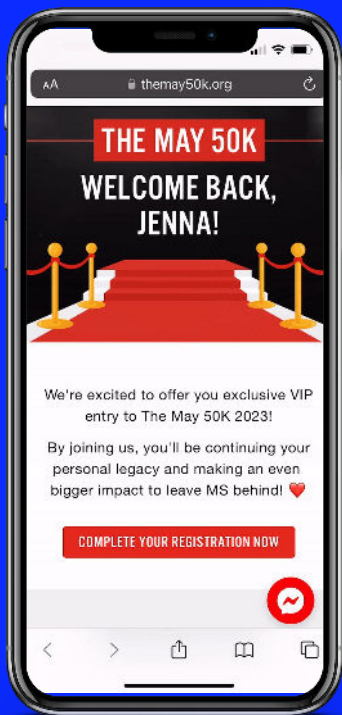 AA
themay50k.org
THE MAY 50K
WELCOME BACK,
JENNA!
We're excited to offer you exclusive VIP
entry to The May 50K 2023!
By joining us, you'll be continuing your
personal legacy and making an even
bigger impact to leave MS behind! ❤️
COMPLETE YOUR REGISTRATION NOW